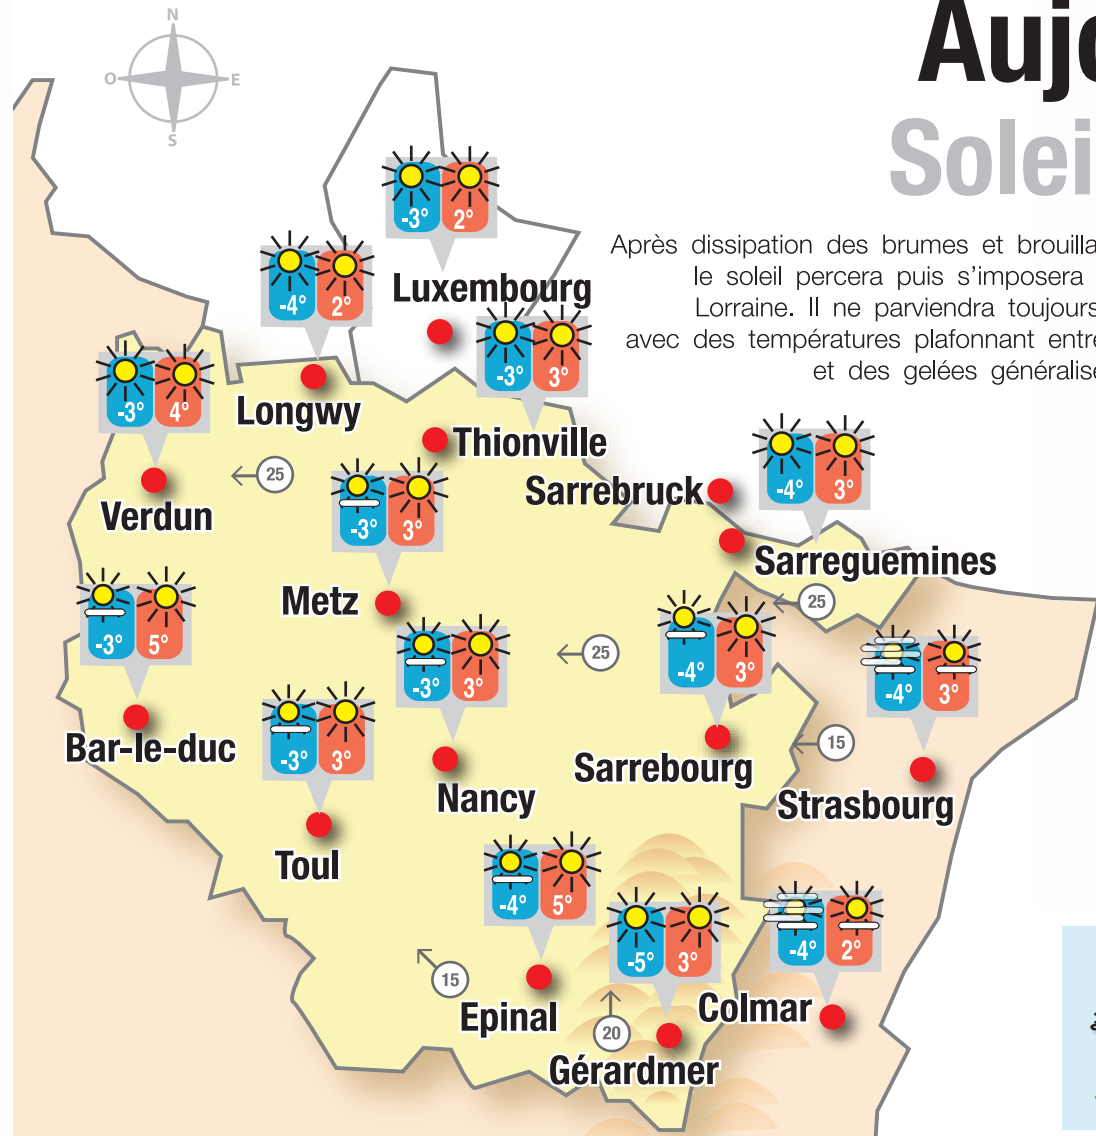 Aujo
Solei
Après dissipation des brumes et brouilla
le soleil percera puis s'imposera
Lorraine. Il ne parviendra toujours
avec des températures plafonnant entre
et des gelées généralisé
N
O
E
S
-3° 2°
Luxembourg
-4° 2°
Longwy
-3° 3°
Thionville
-3° 4°
Verdun
25
Sarrebruck
-4° 3°
Sarreguemines
25
-3° 3°
Metz
-3° 5°
Bar-le-duc
-3° 3°
Nancy
25
-4° 3°
Sarrebourg
15
-4° 3°
Strasbourg
-3° 3°
Toul
-4° 5°
Epinal
15
-5° 3°
Gérardmer
20
-4° 2°
Colmar